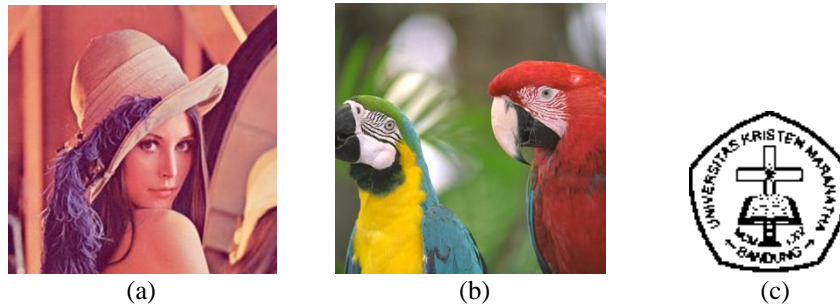 UNIVERSITAS KRISTEN MARANATHA
BANDUNG
(a)
(b)
(c)